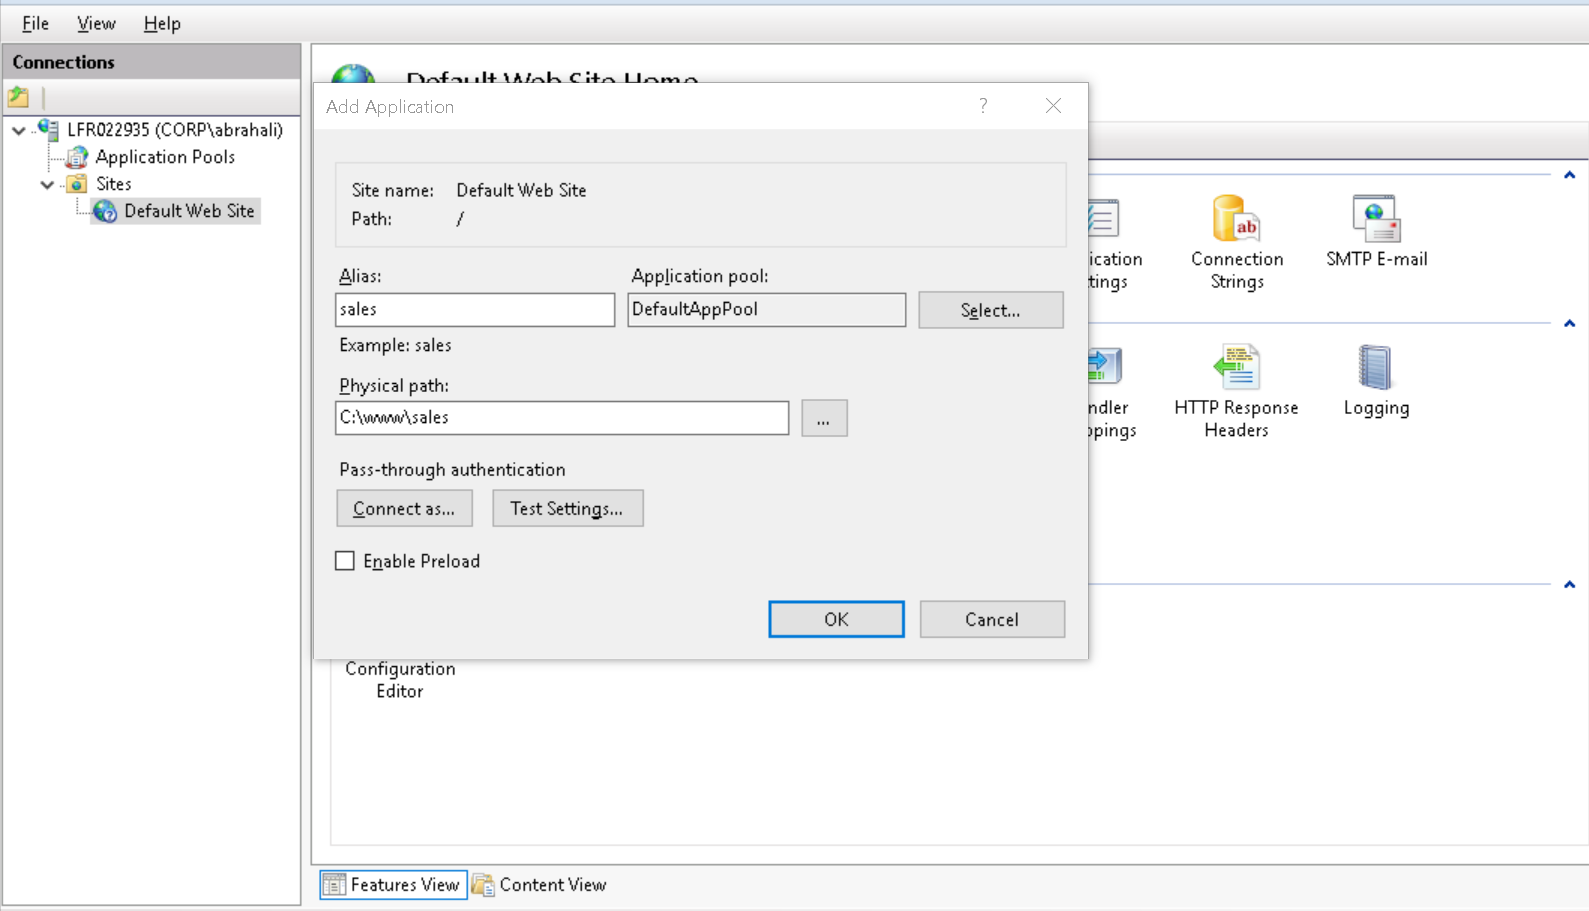 File View Help
Connections
LFR022935 (CORP\abrahali)
Application Pools
Sites
Default Web Site
Default Web Site Home
Add Application
?
Site name: Default Web Site
Path: /
Alias:
Application pool:
sales
DefaultAppPool
Select...
Example: sales
Physical path:
C:\www\sales
...
Pass-through authentication
Connect as...
Test Settings...
Enable Preload
OK
Cancel
ication
tings
ab
Connection
Strings
SMTP E-mail
ndler
pings
HTTP Response
Headers
Logging
Configuration
Editor
Features View
Content View